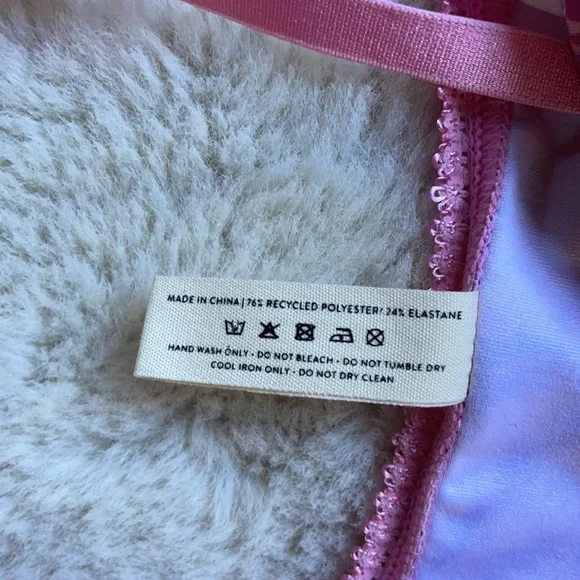 MADE IN CHINA | 76% RECYCLED POLYESTER/ 24% ELASTANE
HAND WASH ONLY • DO NOT BLEACH • DO NOT TUMBLE DRY
COOL IRON ONLY • DO NOT DRY CLEAN